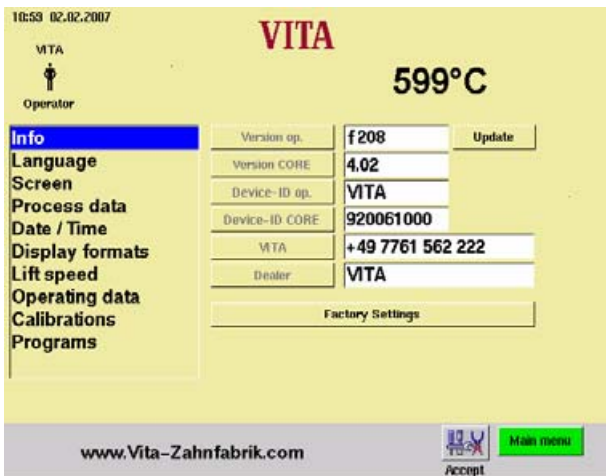 10:59 02.02.2007
VITA
VITA
599°C
Operator
Info
Language
Screen
Process data
Date / Time
Display formats
Lift speed
Operating data
Calibrations
Programs
Version op. f208 Update
Version CORE 4.02
Device-ID op. VITA
Device-ID CORE 920061000
VITA +49 7761 562 222
Dealer VITA
Factory Settings
www.Vita-Zahnfabrik.com
Accept
Main menu